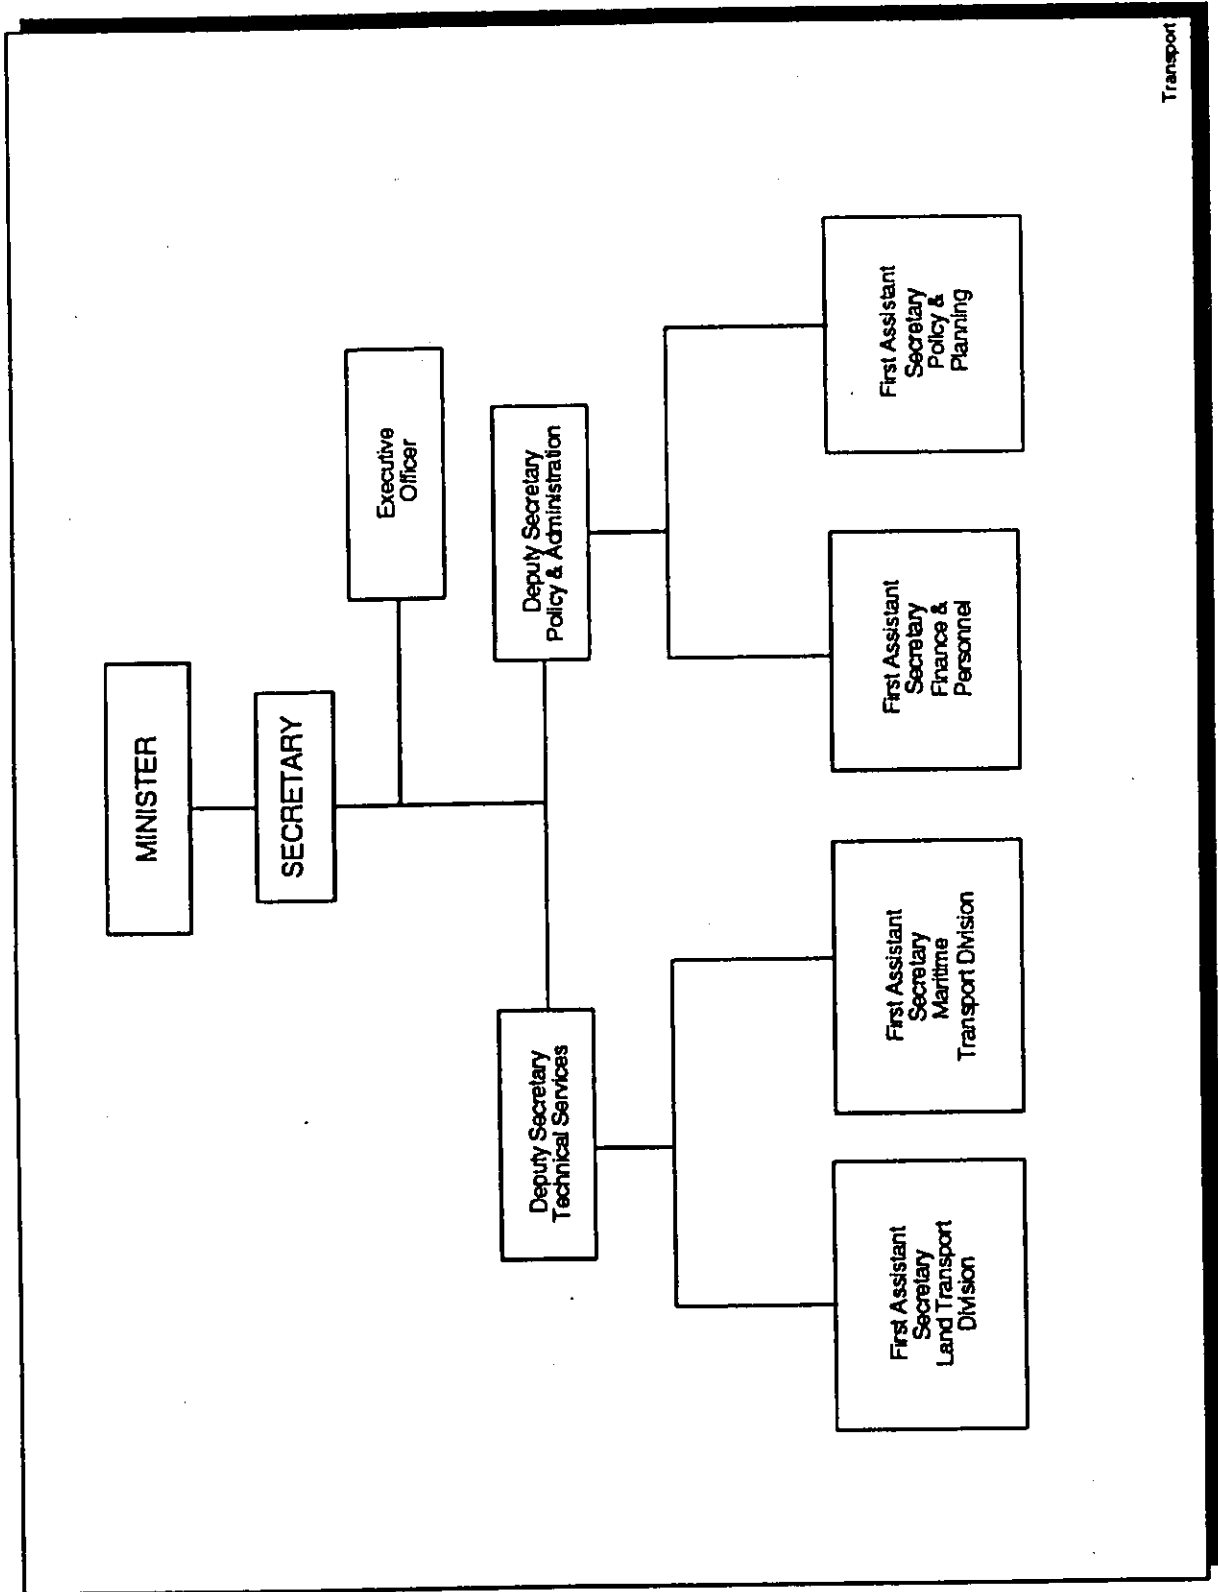 MINISTER
SECRETARY
Executive
Officer
Deputy Secretary
Technical Services
Deputy Secretary
Policy & Administration
First Assistant
Secretary
Land Transport
Division
First Assistant
Secretary
Maritime
Transport Division
First Assistant
Secretary
Finance &
Personnel
First Assistant
Secretary
Policy &
Planning
Transport